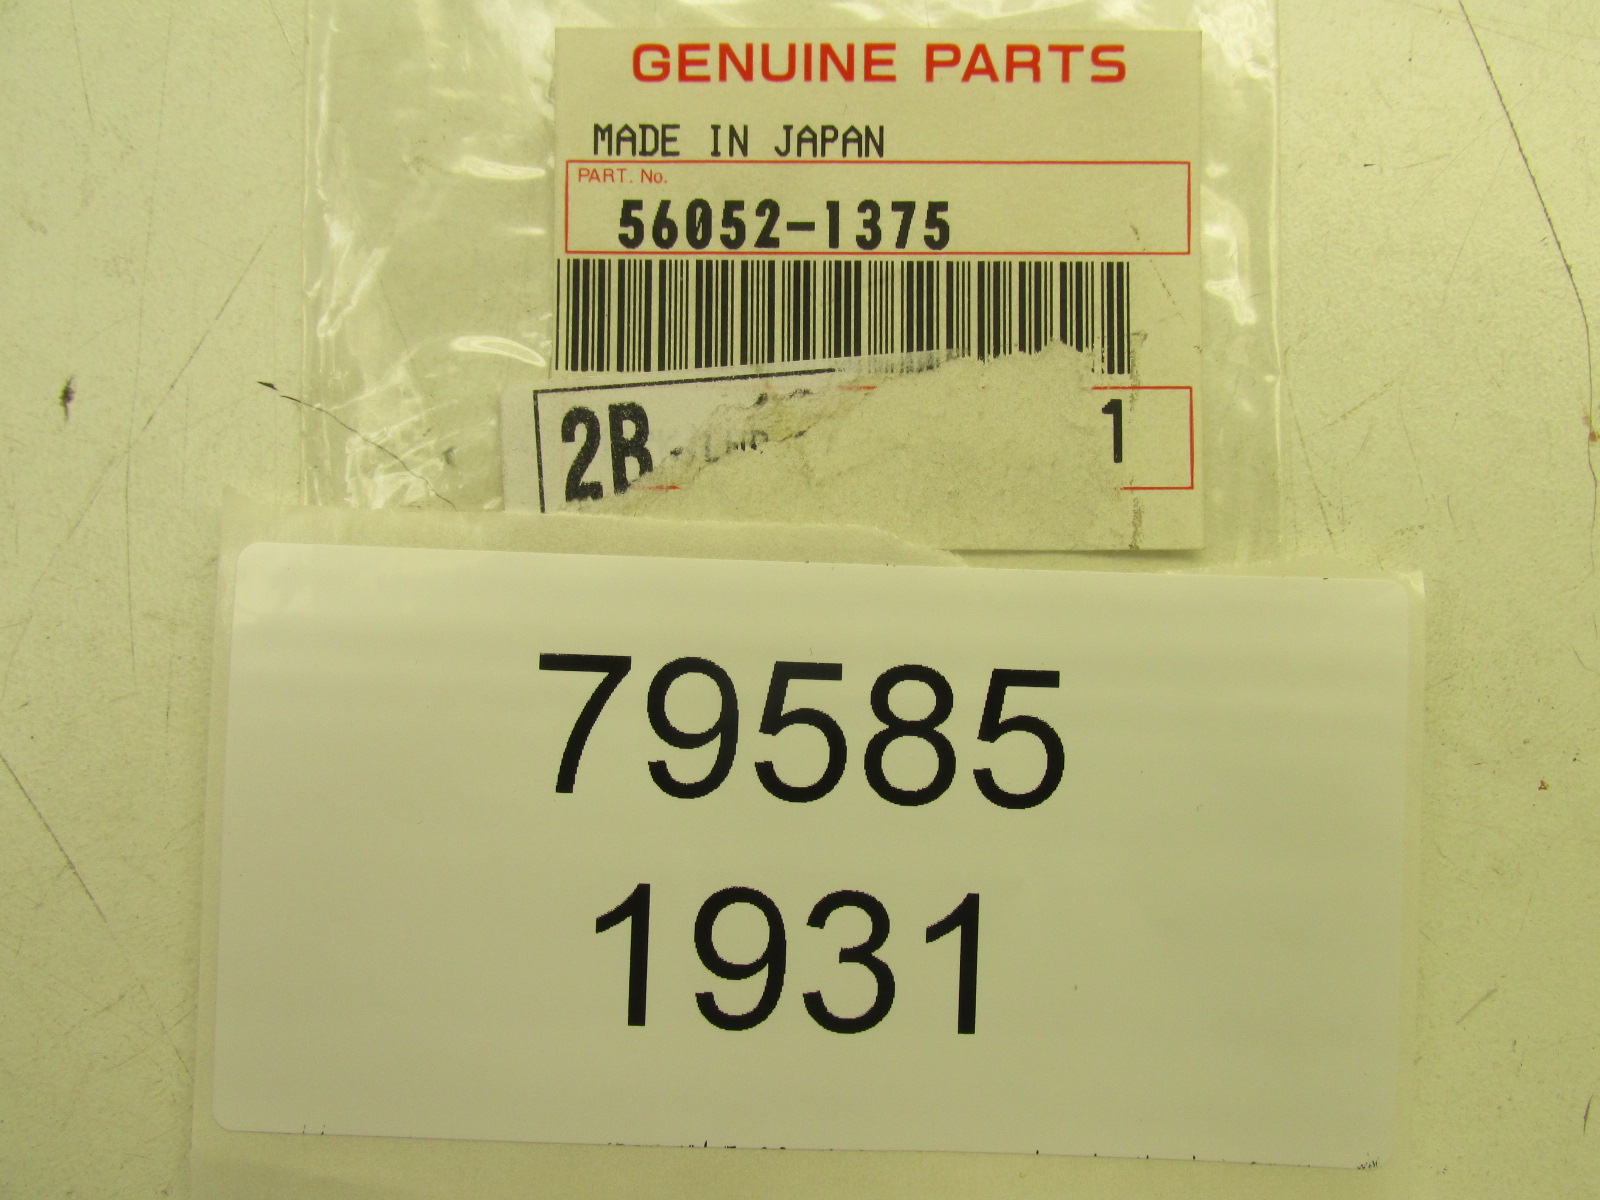 GENUINE PARTS
MADE IN JAPAN
PART. No.
56052-1375
2B
1
79585
1931